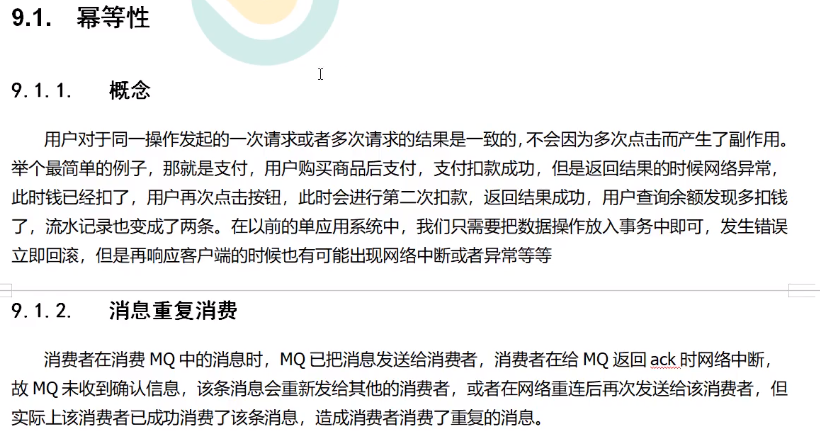 9.1. 幂等性
9.1.1. 概念
用户对于同一操作发起的一次请求或者多次请求的结果是一致的，不会因为多次点击而产生了副作用。
举个最简单的例子，那就是支付，用户购买商品后支付，支付扣款成功，但是返回结果的时候网络异常，
此时钱已经扣了，用户再次点击按钮，此时会进行第二次扣款，返回结果成功，用户查询余额发现多扣钱
了，流水记录也变成了两条。在以前的单应用系统中，我们只需要把数据操作放入事务中即可，发生错误
立即回滚，但是再响应客户端的时候也有可能出现网络中断或者异常等等
9.1.2. 消息重复消费
消费者在消费 MQ 中的消息时，MQ 已把消息发送给消费者，消费者在给 MQ 返回 ack 时网络中断，
故 MQ 未收到确认信息，该条消息会重新发给其他的消费者，或者在网络重连后再次发送给该消费者，但
实际上该消费者已成功消费了该条消息，造成消费者消费了重复的消息。